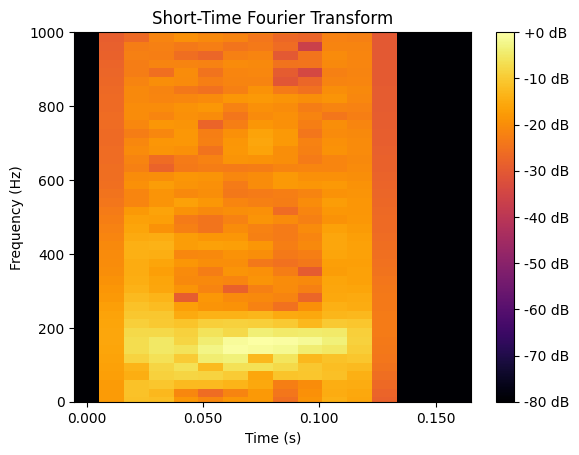 Short-Time Fourier Transform
Frequency (Hz)
1000
800
600
400
200
0
0.000
0.050
0.100
0.150
Time (s)
+0 dB
-10 dB
-20 dB
-30 dB
-40 dB
-50 dB
-60 dB
-70 dB
-80 dB